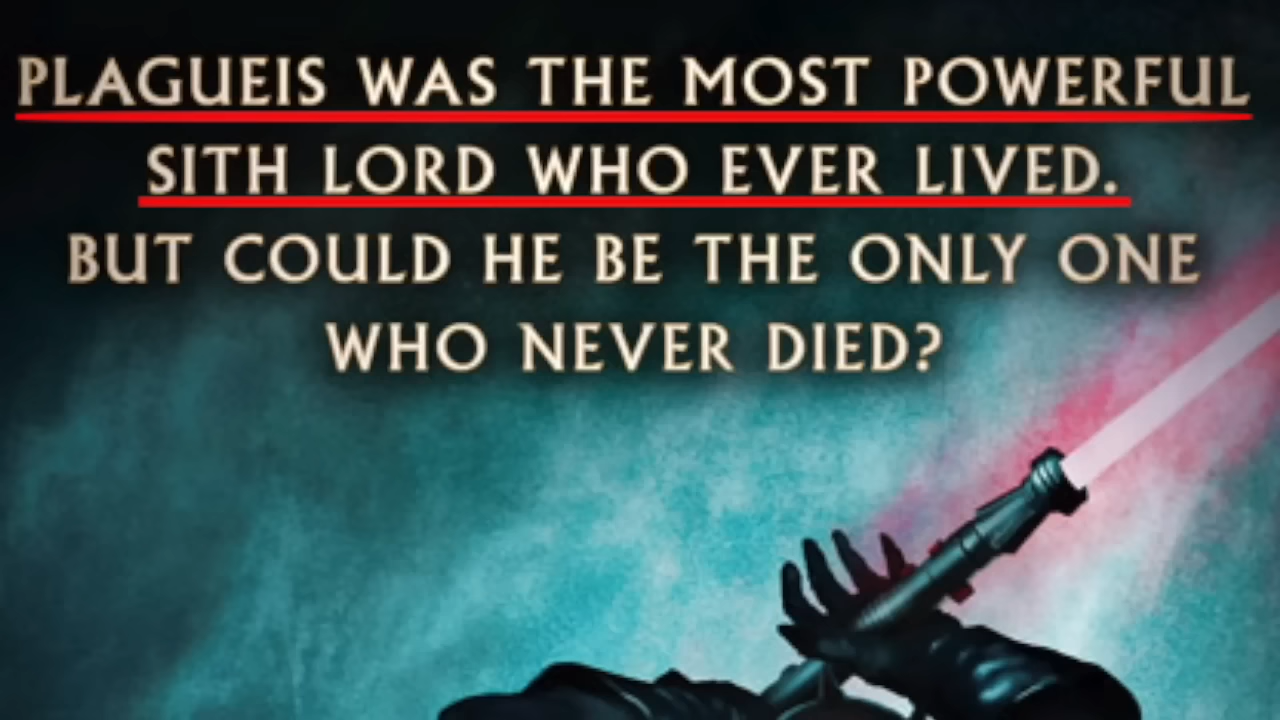 PLAGUEIS WAS THE MOST POWERFUL
SITH LORD WHO EVER LIVED.
BUT COULD HE BE THE ONLY ONE
WHO NEVER DIED?